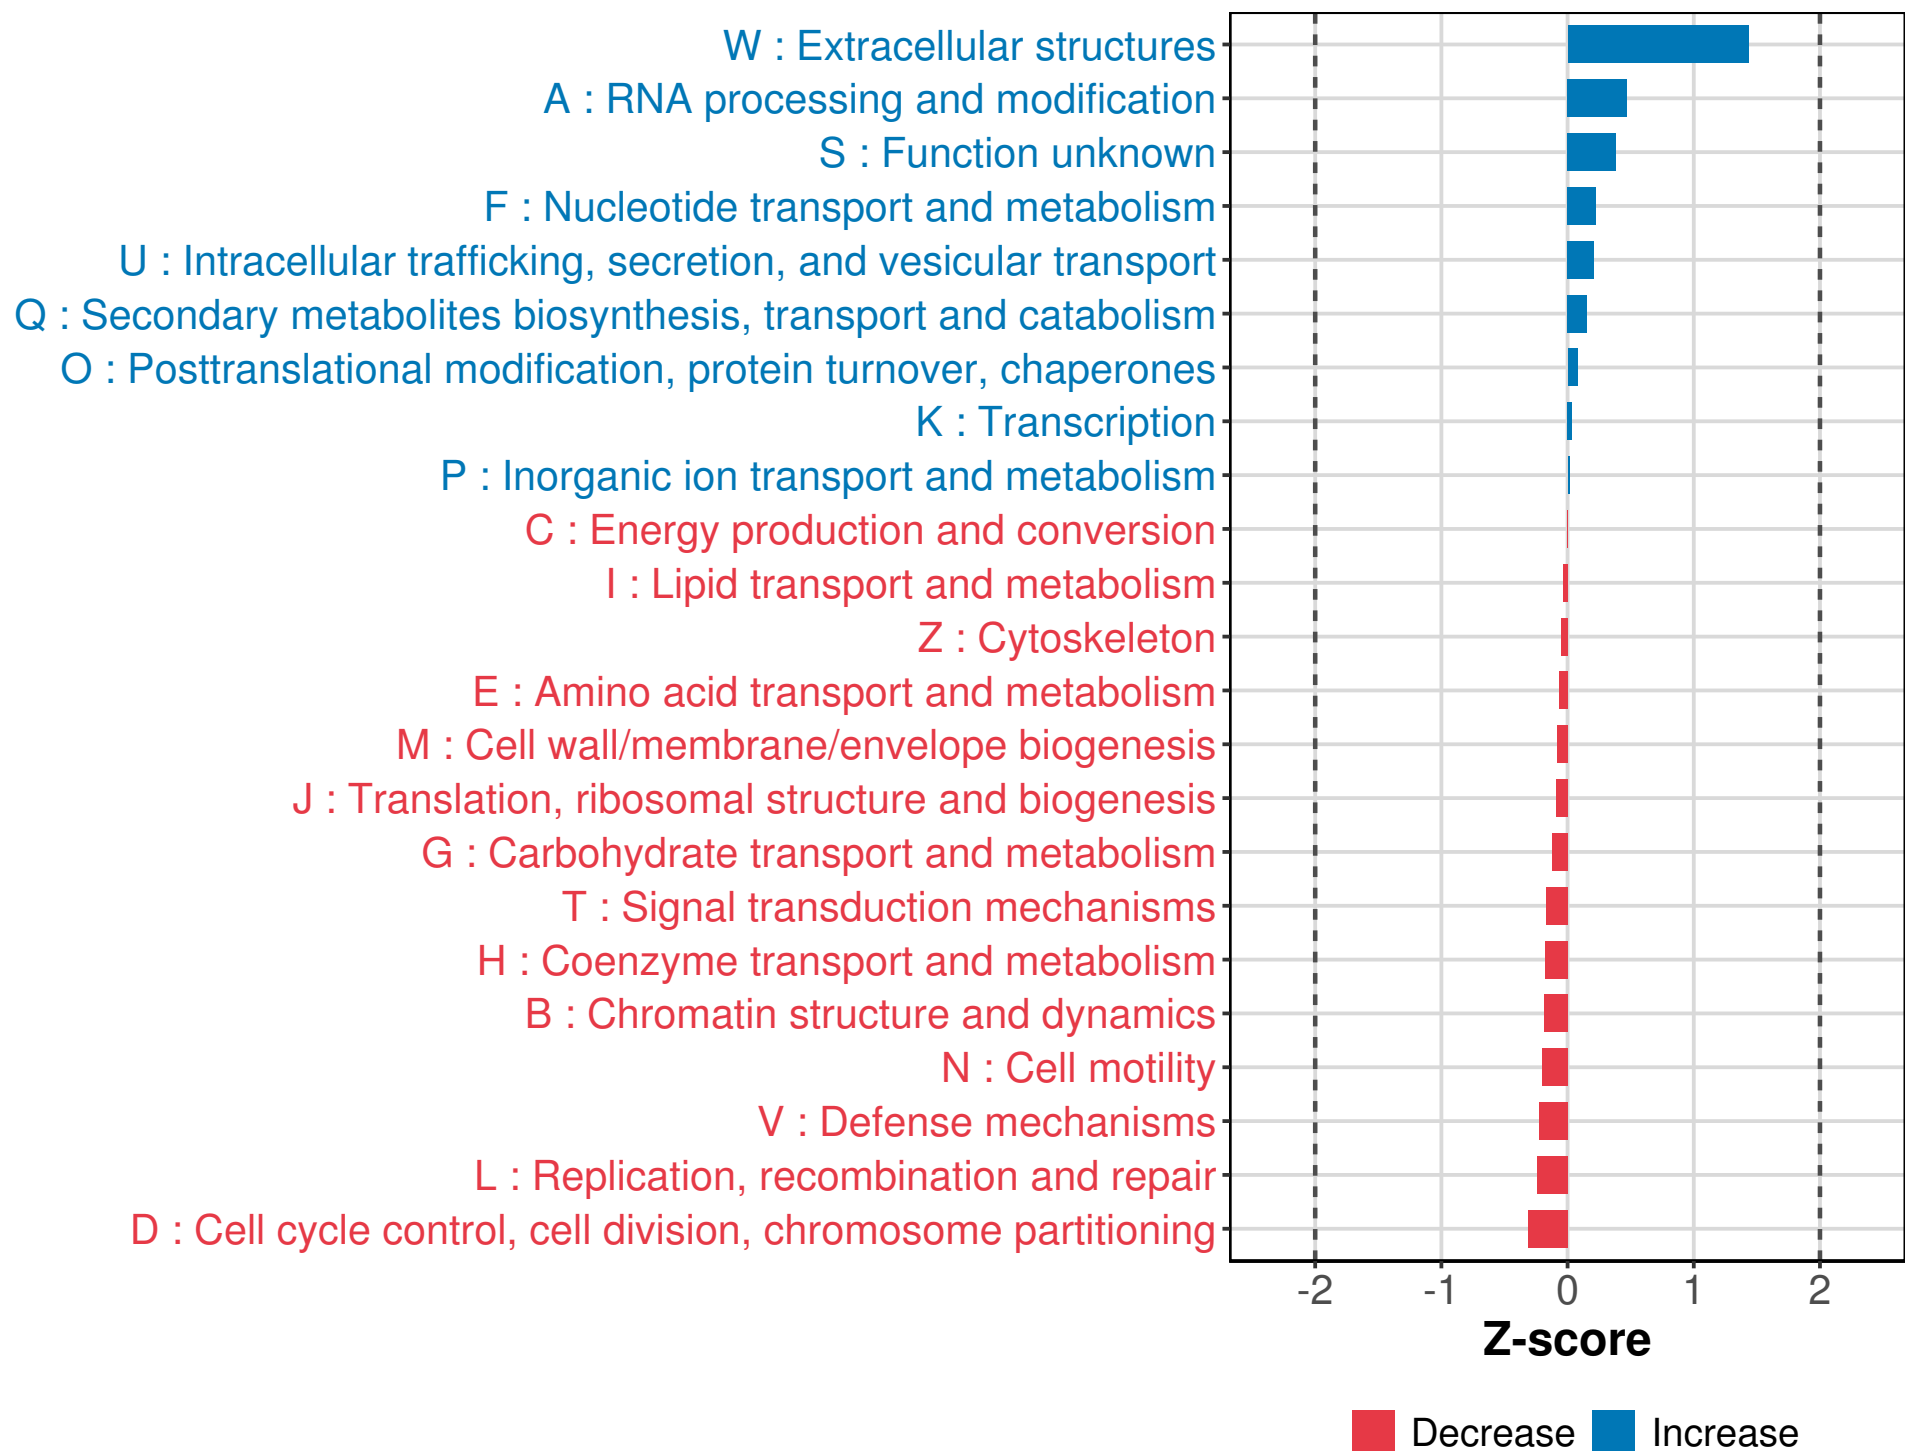 W : Extracellular structures
A : RNA processing and modification
S : Function unknown
F : Nucleotide transport and metabolism
U : Intracellular trafficking, secretion, and vesicular transport
Q : Secondary metabolites biosynthesis, transport and catabolism
O : Posttranslational modification, protein turnover, chaperones
K : Transcription
P : Inorganic ion transport and metabolism
C : Energy production and conversion
I : Lipid transport and metabolism
Z : Cytoskeleton
E : Amino acid transport and metabolism
M : Cell wall/membrane/envelope biogenesis
J : Translation, ribosomal structure and biogenesis
G : Carbohydrate transport and metabolism
T : Signal transduction mechanisms
H : Coenzyme transport and metabolism
B : Chromatin structure and dynamics
N : Cell motility
V : Defense mechanisms
L : Replication, recombination and repair
D : Cell cycle control, cell division, chromosome partitioning
-2 -1 0 1 2
Z-score
Decrease Increase